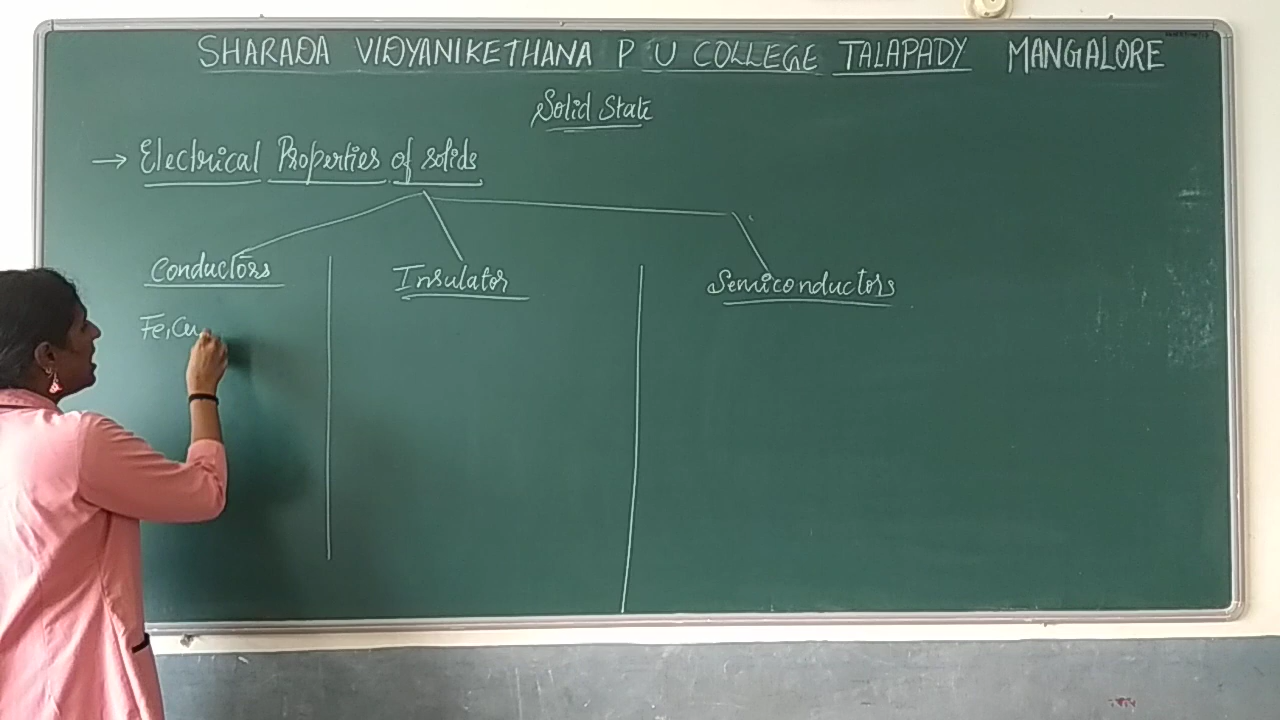 SHARADA VIDYANIKETHANA P U COLLEGE TALAPADY MANGALORE
Solid State
→ Electrical Properties of solids
Conductors Insulator Semiconductors
Fe, Cu,